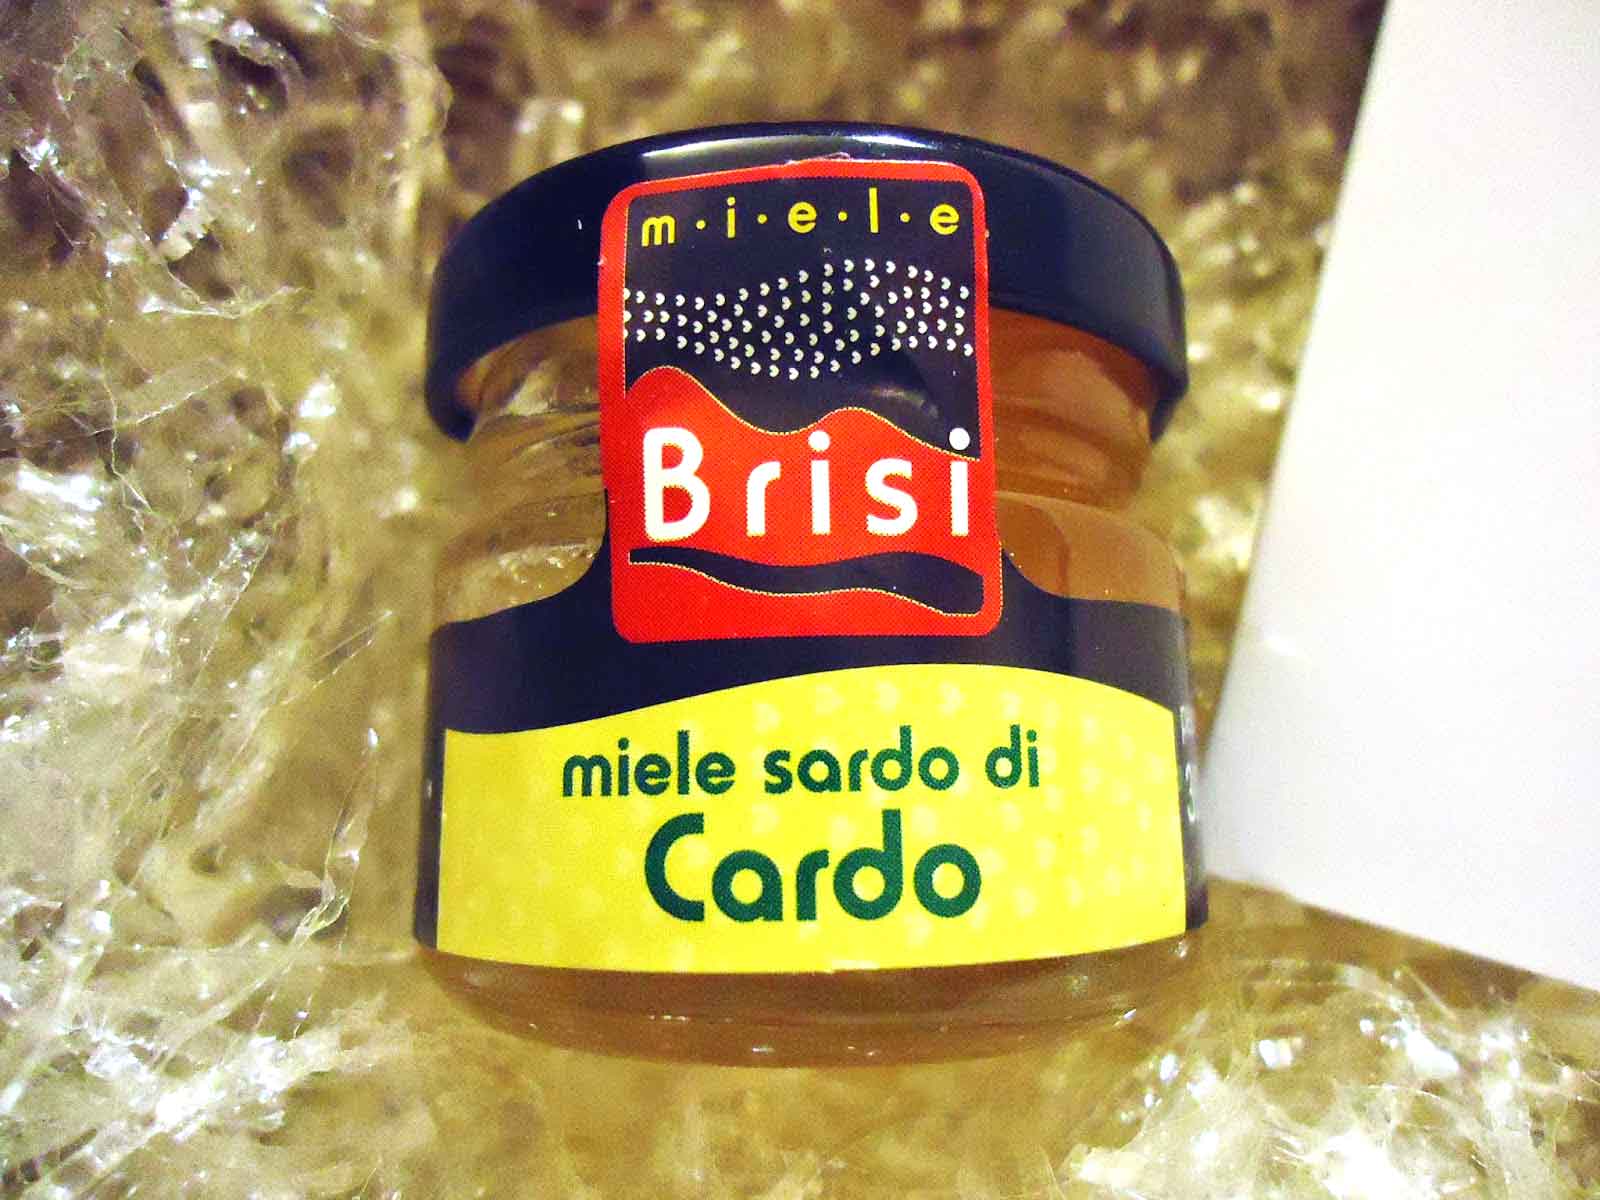 m·i·e·l·e
Brisi
miele sardo di
Cardo